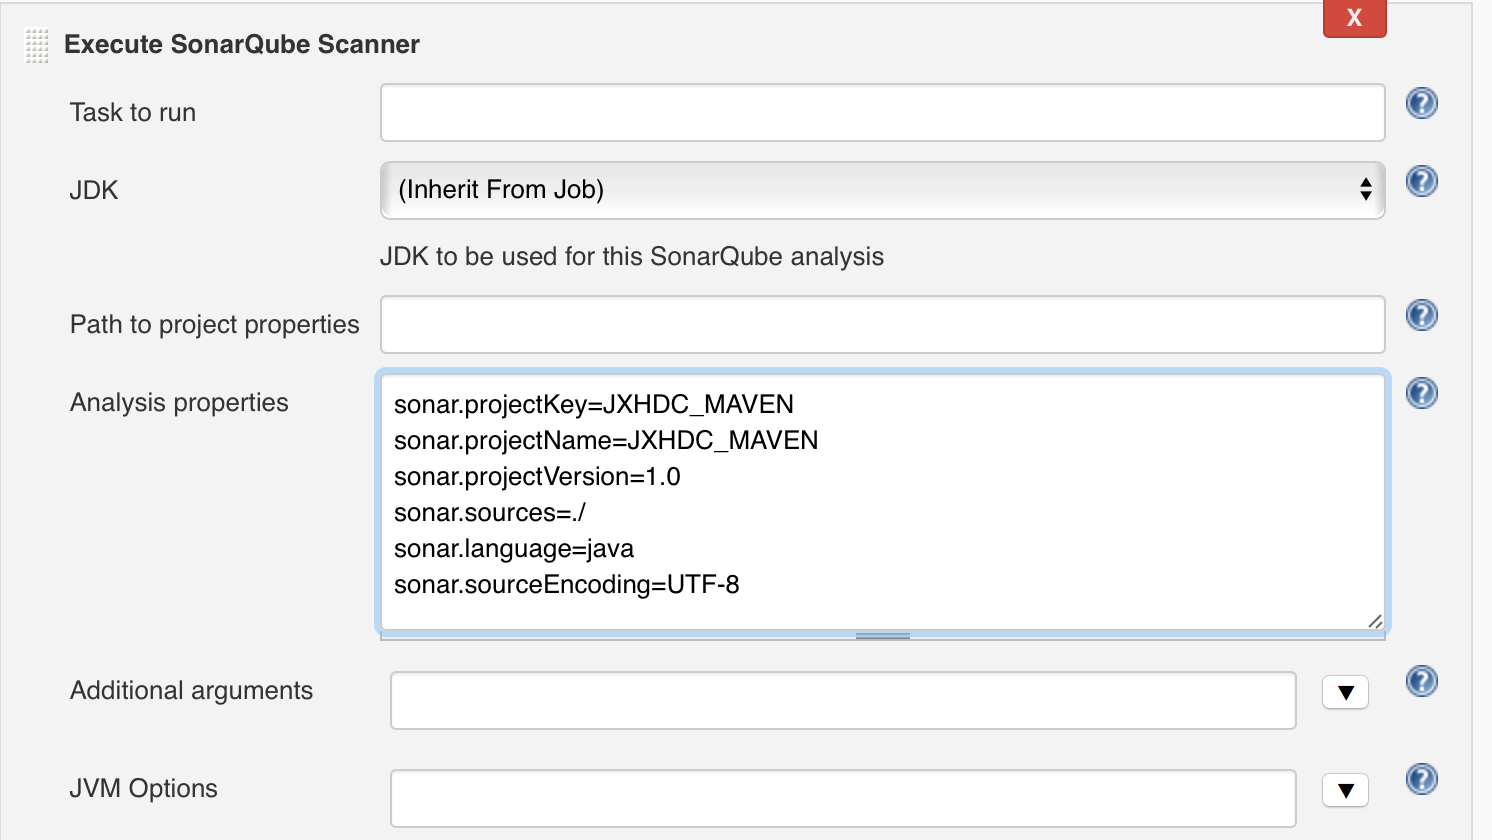 X
Execute SonarQube Scanner
Task to run
JDK
(Inherit From Job)
JDK to be used for this SonarQube analysis
Path to project properties
Analysis properties
sonar.projectKey=JXHDC_MAVEN
sonar.projectName=JXHDC_MAVEN
sonar.projectVersion=1.0
sonar.sources=./
sonar.language=java
sonar.sourceEncoding=UTF-8
Additional arguments
JVM Options